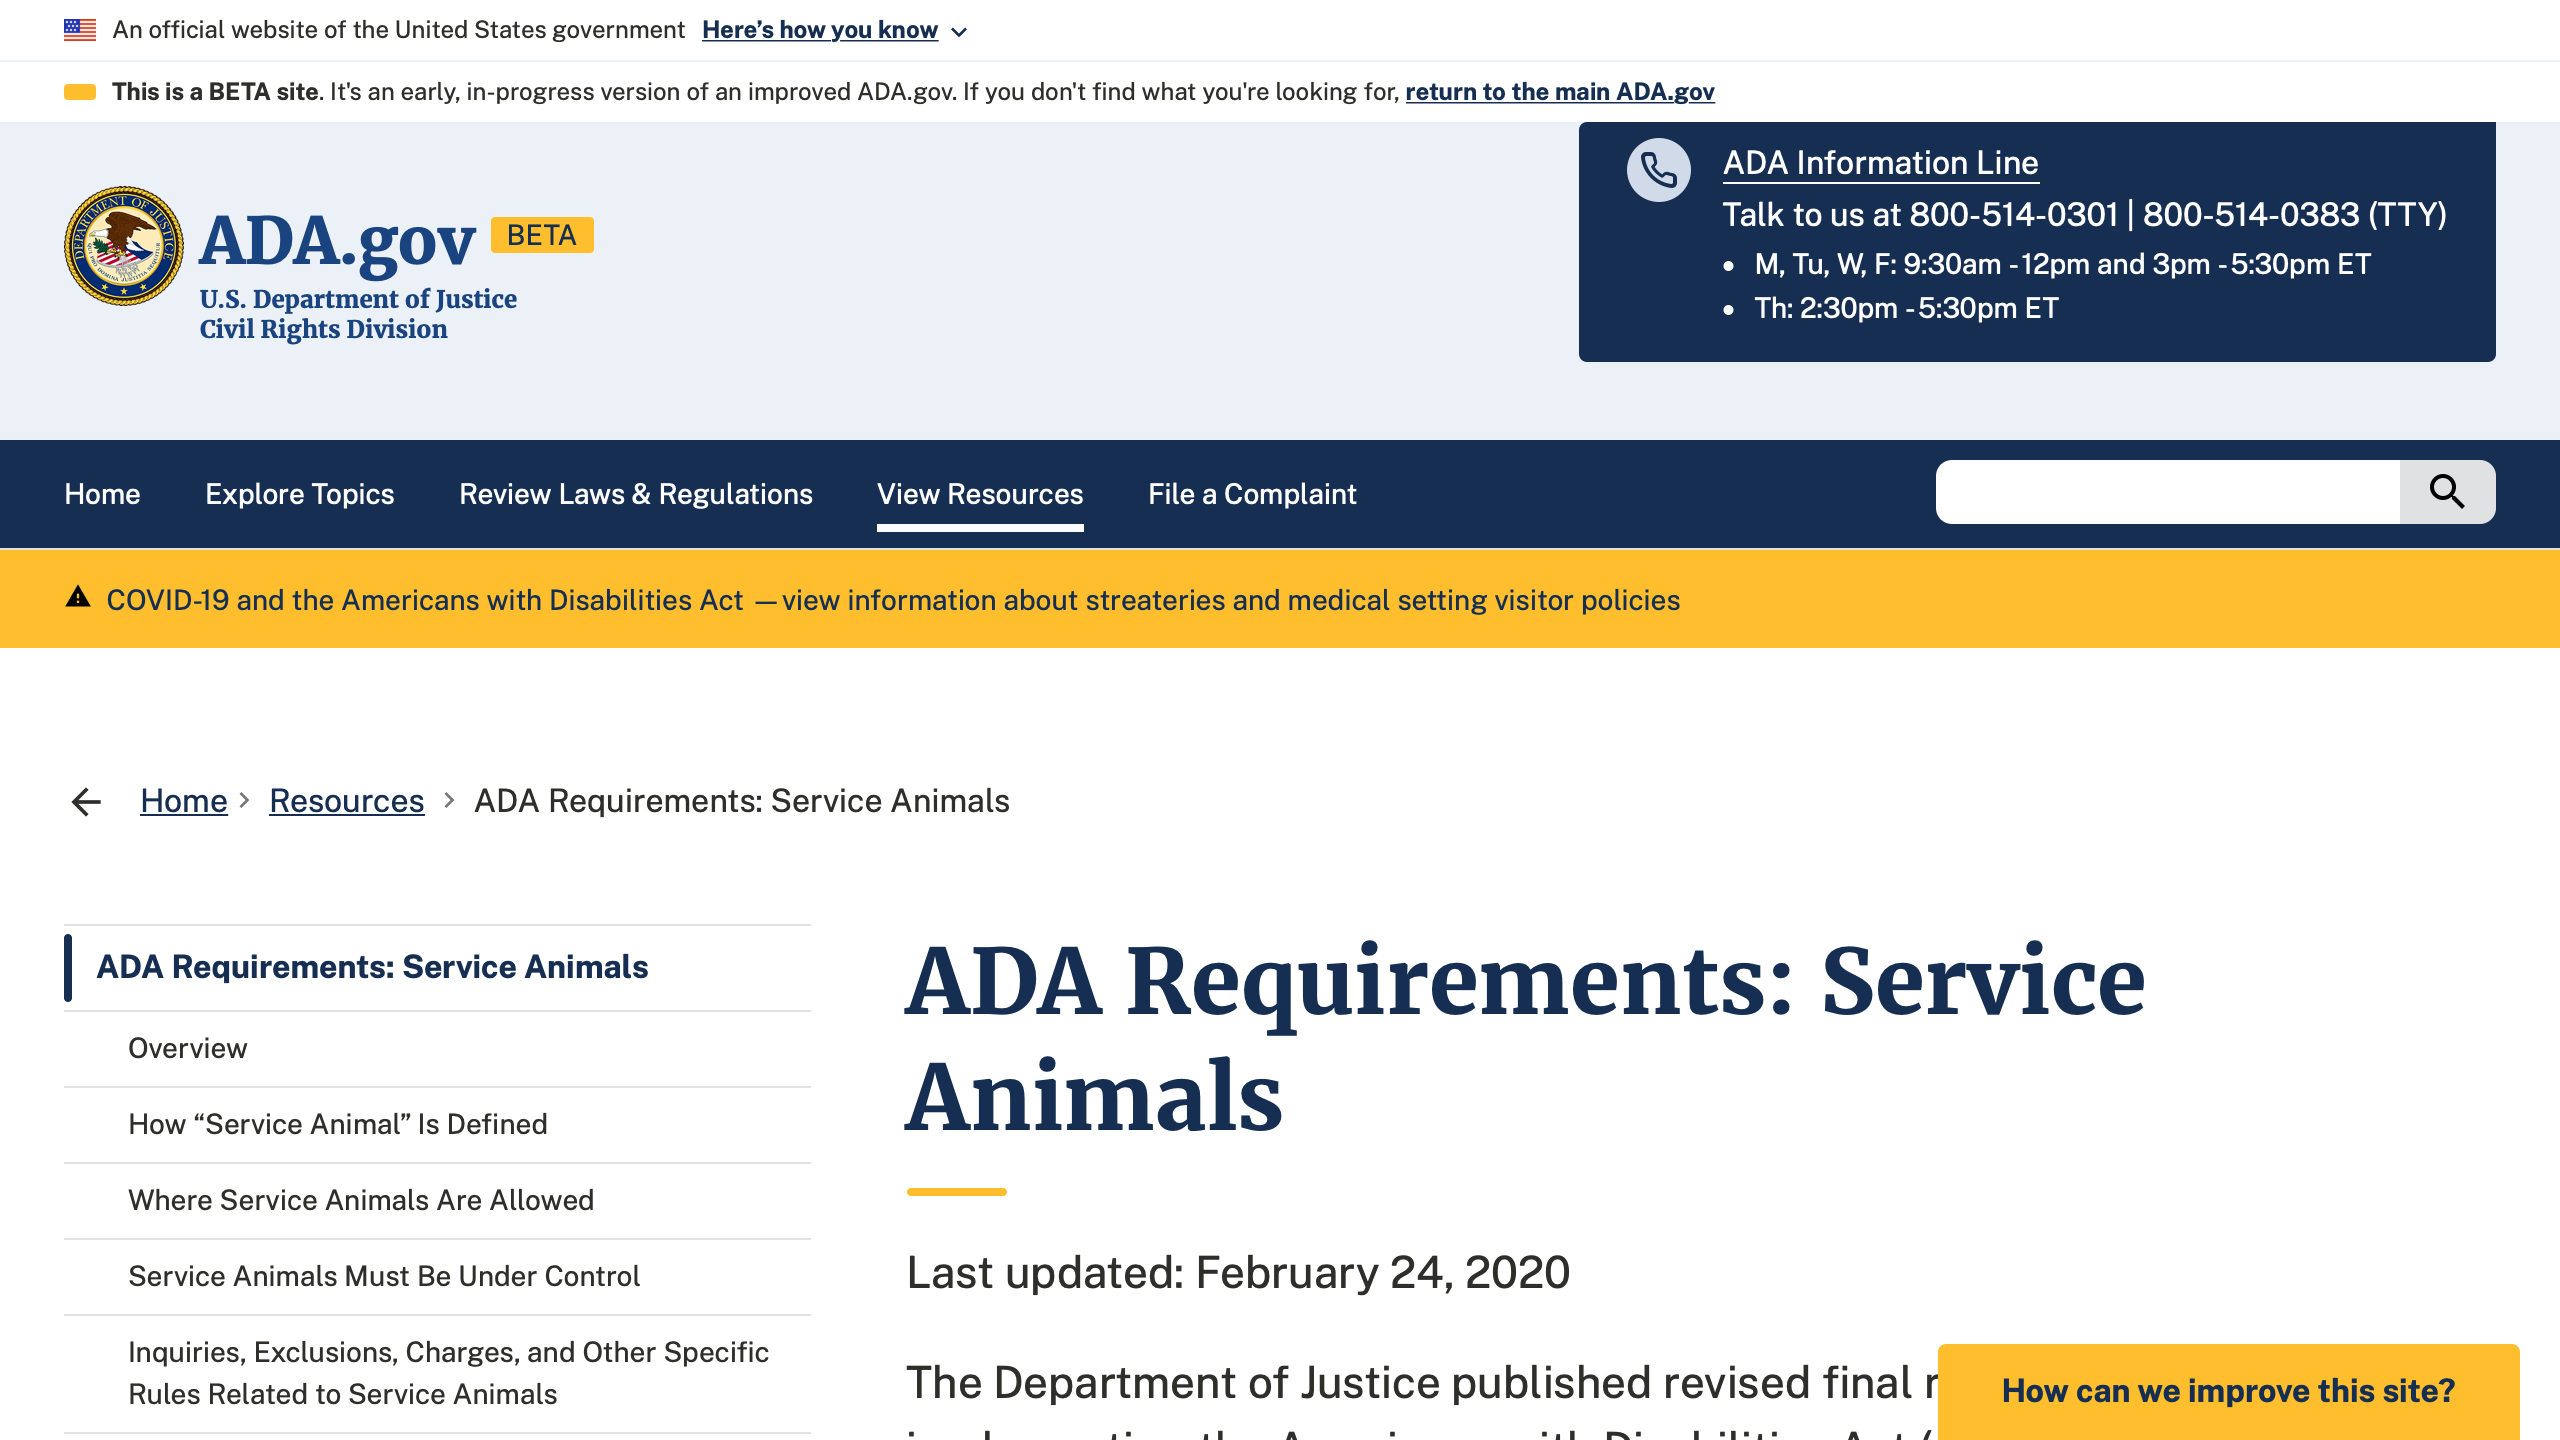 An official website of the United States government Here’s how you know
This is a BETA site. It's an early, in-progress version of an improved ADA.gov. If you don't find what you're looking for, return to the main ADA.gov
ADA.gov BETA
U.S. Department of Justice
Civil Rights Division
ADA Information Line
Talk to us at 800-514-0301 | 800-514-0383 (TTY)
• M, Tu, W, F: 9:30am - 12pm and 3pm - 5:30pm ET
• Th: 2:30pm - 5:30pm ET
Home Explore Topics Review Laws & Regulations View Resources File a Complaint
COVID-19 and the Americans with Disabilities Act — view information about streateries and medical setting visitor policies
Home Resources ADA Requirements: Service Animals
ADA Requirements: Service Animals
Overview
How “Service Animal” Is Defined
Where Service Animals Are Allowed
Service Animals Must Be Under Control
Inquiries, Exclusions, Charges, and Other Specific
Rules Related to Service Animals
ADA Requirements: Service
Animals
Last updated: February 24, 2020
The Department of Justice published revised final
How can we improve this site?